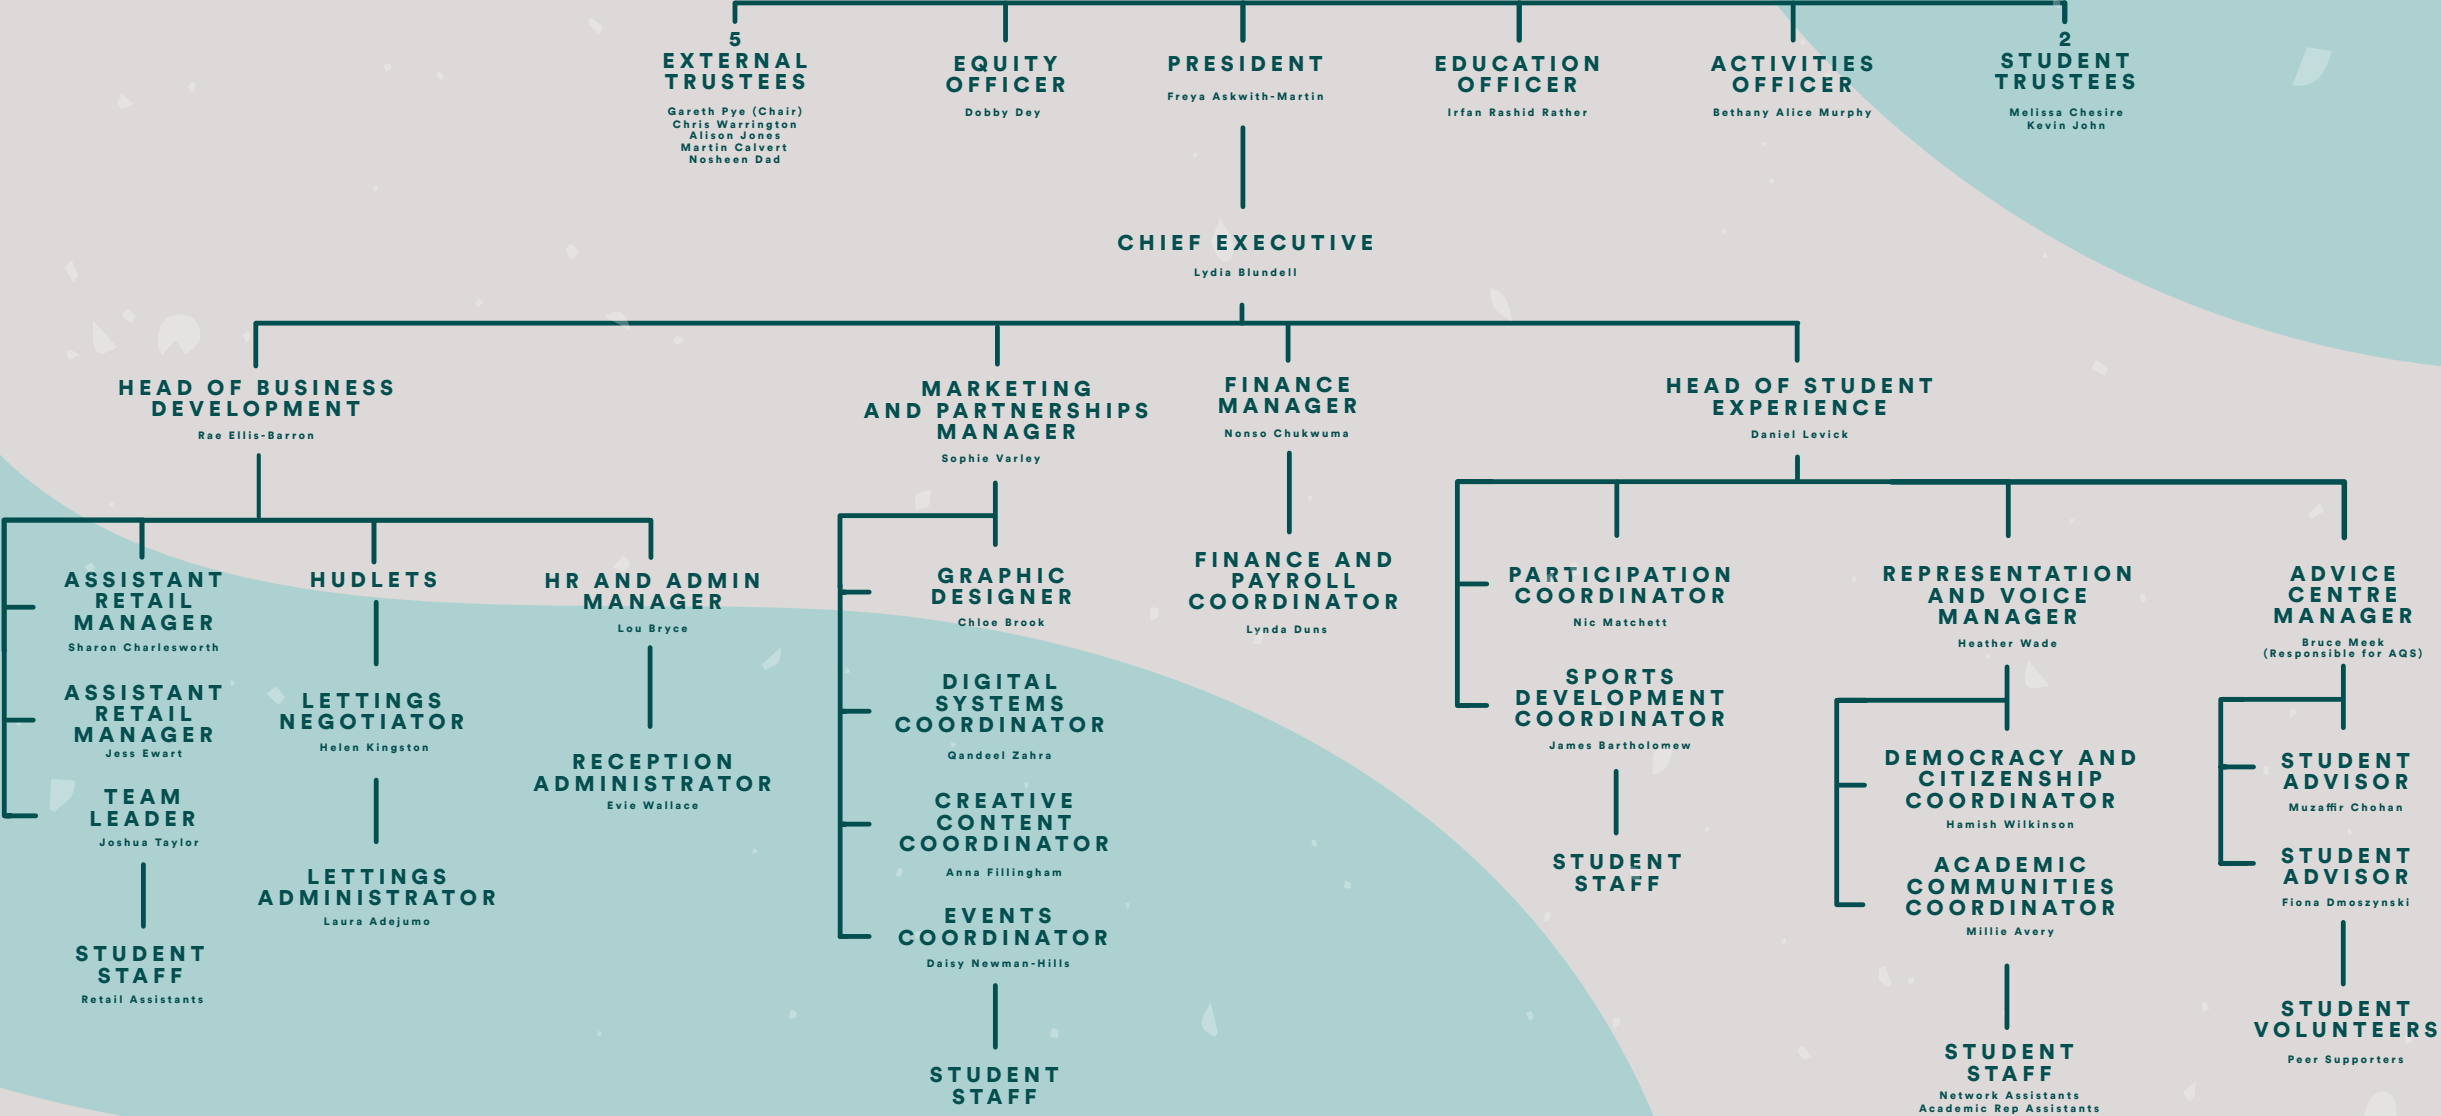 5
EXTERNAL
TRUSTEES
Gareth Pye (Chair)
Chris Warrington
Alison Jones
Martin Calvert
Nosheen Dad
EQUITY
OFFICER
Dobby Dey
PRESIDENT
Freya Askwith-Martin
EDUCATION
OFFICER
Irfan Rashid Rather
ACTIVITIES
OFFICER
Bethany Alice Murphy
2
STUDENT
TRUSTEES
Melissa Chesire
Kevin John
CHIEF EXECUTIVE
Lydia Blundell
HEAD OF BUSINESS
DEVELOPMENT
Rae Ellis-Barron
MARKETING
AND PARTNERSHIPS
MANAGER
Sophie Varley
FINANCE
MANAGER
Nonso Chukwuma
HEAD OF STUDENT
EXPERIENCE
Daniel Levick
ASSISTANT
RETAIL
MANAGER
Sharon Charlesworth
ASSISTANT
RETAIL
MANAGER
Jess Ewart
TEAM
LEADER
Joshua Taylor
STUDENT
STAFF
Retail Assistants
HUDLETS
LETTINGS
NEGOTIATOR
Helen Kingston
LETTINGS
ADMINISTRATOR
Laura Adejumo
HR AND ADMIN
MANAGER
Lou Bryce
RECEPTION
ADMINISTRATOR
Evie Wallace
GRAPHIC
DESIGNER
Chloe Brook
DIGITAL
SYSTEMS
COORDINATOR
Qandeel Zahra
CREATIVE
CONTENT
COORDINATOR
Anna Fillingham
EVENTS
COORDINATOR
Daisy Newman-Hills
STUDENT
STAFF
FINANCE AND
PAYROLL
COORDINATOR
Lynda Duns
PARTICIPATION
COORDINATOR
Nic Matchett
SPORTS
DEVELOPMENT
COORDINATOR
James Bartholomew
STUDENT
STAFF
REPRESENTATION
AND VOICE
MANAGER
Heather Wade
DEMOCRACY AND
CITIZENSHIP
COORDINATOR
Hamish Wilkinson
ACADEMIC
COMMUNITIES
COORDINATOR
Millie Avery
STUDENT
STAFF
Network Assistants
Academic Rep Assistants
ADVICE
CENTRE
MANAGER
Bruce Meek
(Responsible for AQS)
STUDENT
ADVISOR
Muzaffir Chohan
STUDENT
ADVISOR
Fiona Dmoszynski
STUDENT
VOLUNTEERS
Peer Supporters